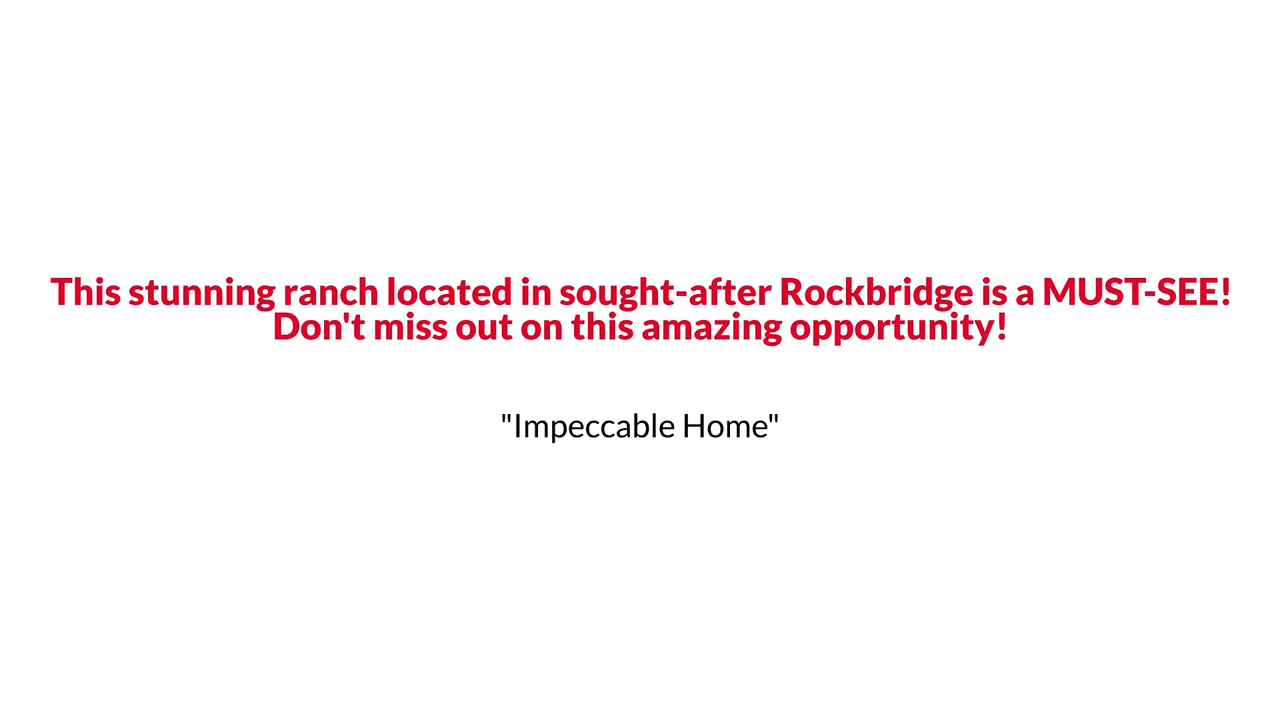 This stunning ranch located in sought-after Rockbridge is a MUST-SEE!
Don't miss out on this amazing opportunity!
"Impeccable Home"